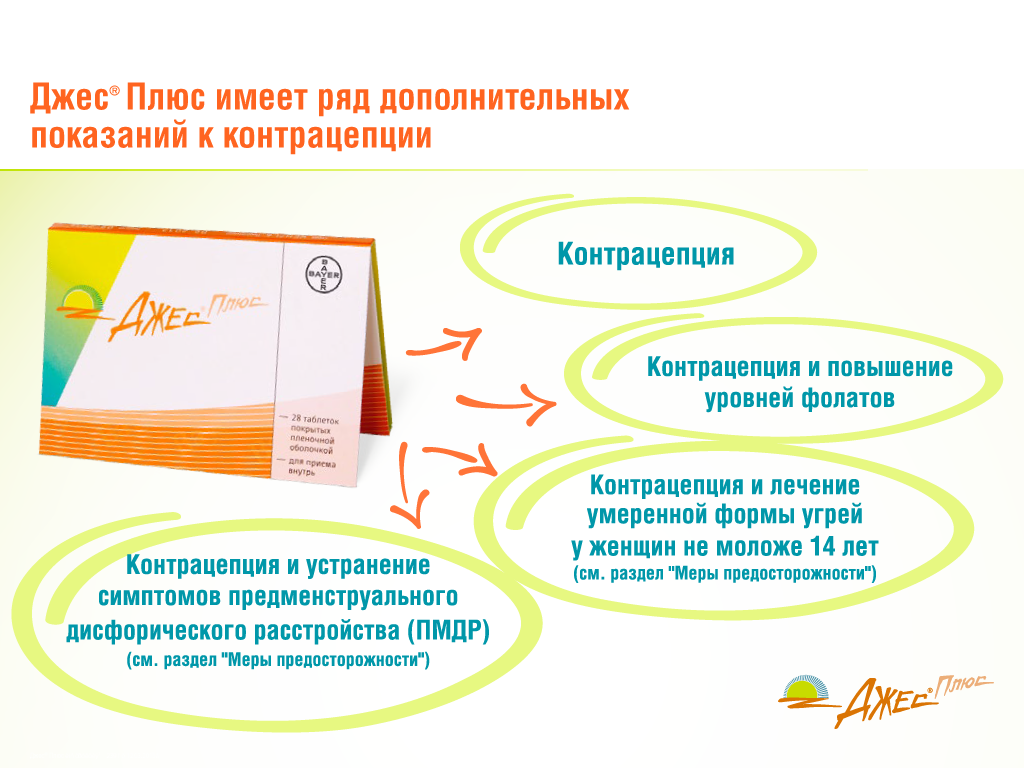 Джес® Плюс имеет ряд дополнительных
показаний к контрацепции
Контрацепция
BAYER
BAYER
Джес® Плюс
28 таблеток
покрытых
пленочной
оболочкой
для приема
внутрь
Контрацепция и повышение
уровней фолатов
Контрацепция и лечение
умеренной формы угрей
у женщин не моложе 14 лет
(см. раздел "Меры предосторожности")
Контрацепция и устранение
симптомов предменструального
дисфорического расстройства (ПМДР)
(см. раздел "Меры предосторожности")
Джес® Плюс